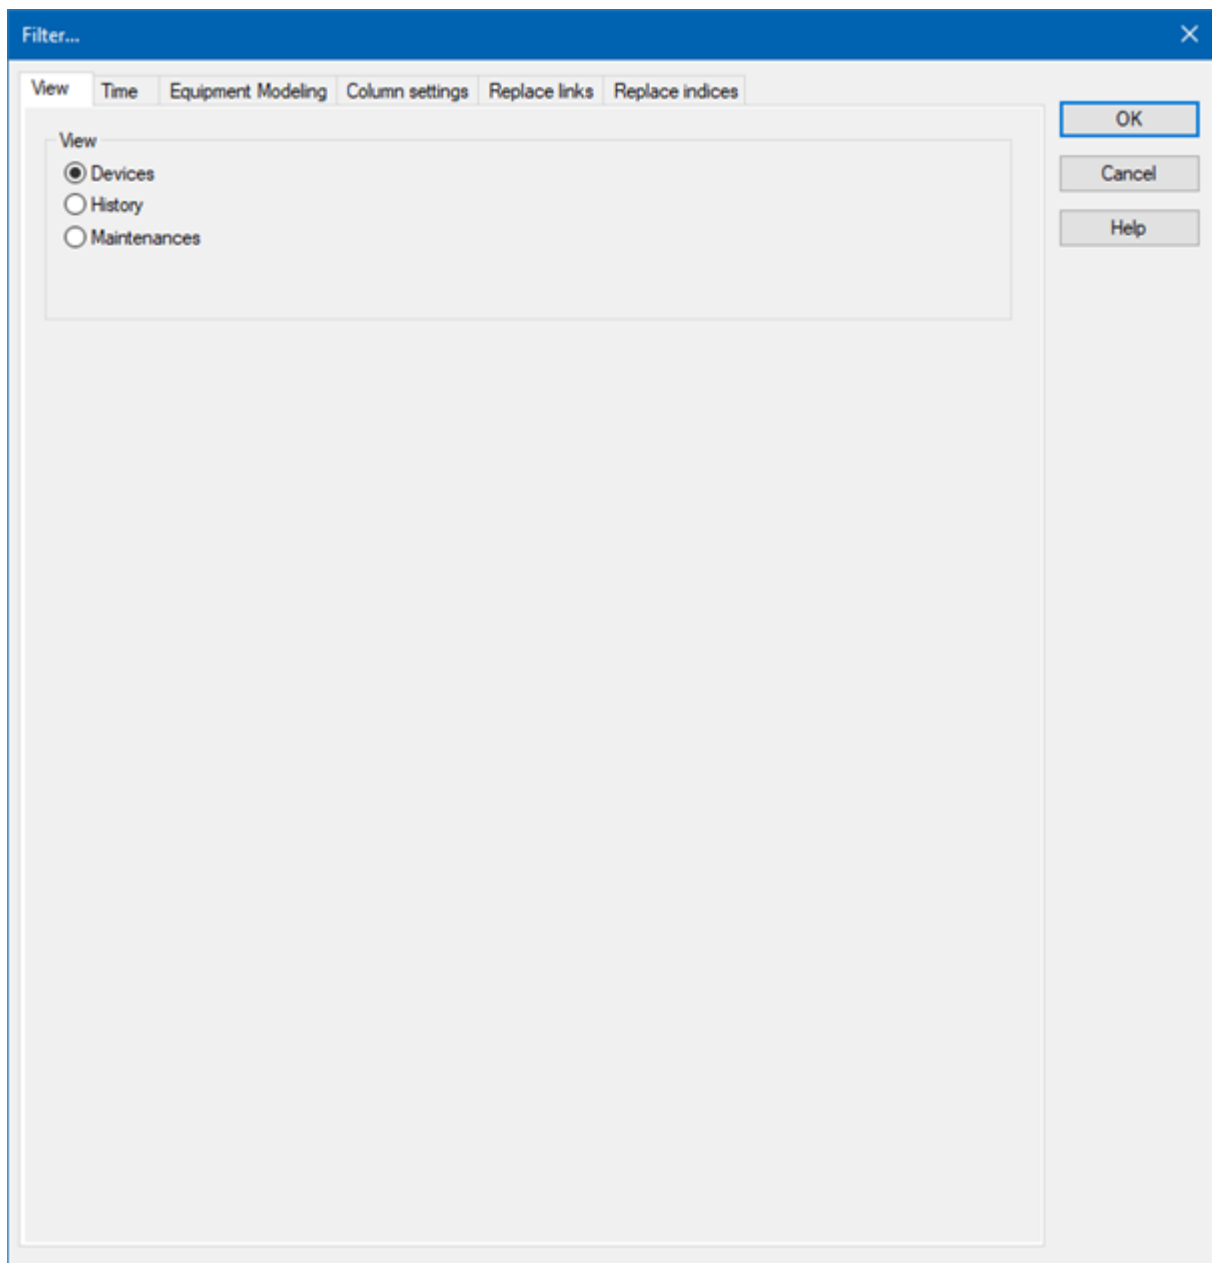 Filter...
View Time Equipment Modeling Column settings Replace links Replace indices
OK
View
Devices
Cancel
History
Help
Maintenances